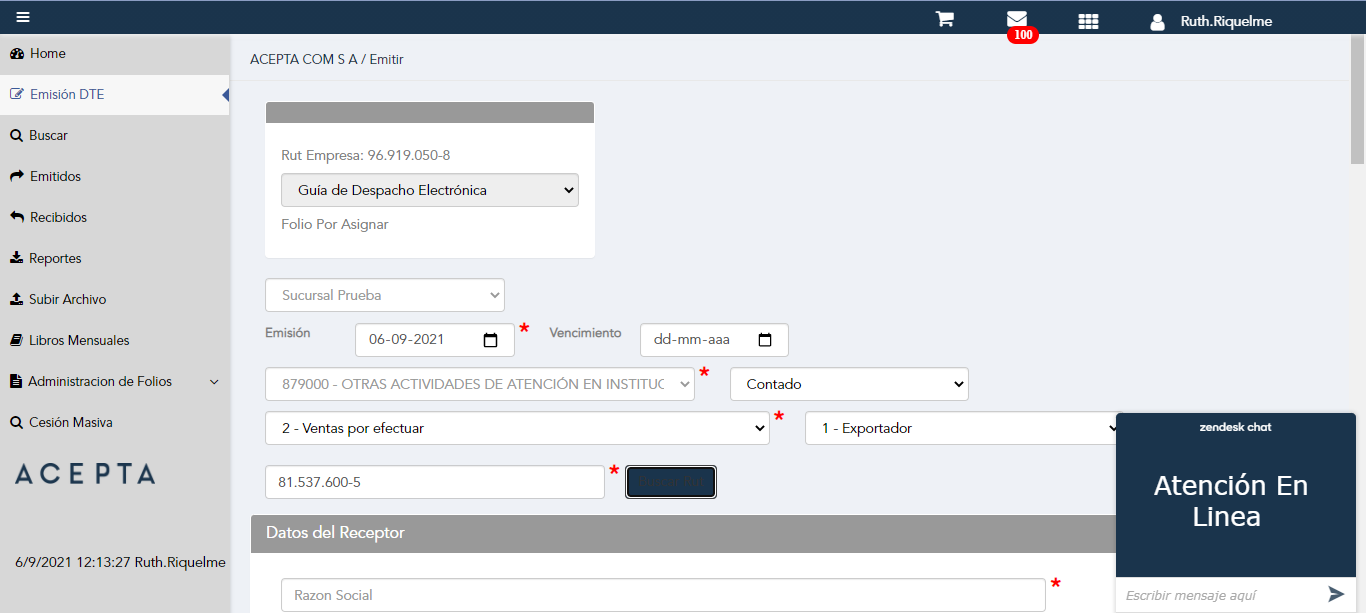 100
Ruth.Riquelme
Home
Emisión DTE
Buscar
Emitidos
Recibidos
Reportes
Subir Archivo
Libros Mensuales
Administracion de Folios
Cesión Masiva
ACEPTA
6/9/2021 12:13:27 Ruth.Riquelme
ACEPTA COM S A / Emitir
Rut Empresa: 96.919.050-8
Guía de Despacho Electrónica
Folio Por Asignar
Sucursal Prueba
Emisión 06-09-2021 * Vencimiento dd-mm-aaa
879000 - OTRAS ACTIVIDADES DE ATENCIÓN EN INSTITUC * Contado
2 - Ventas por efectuar * 1 - Exportador
81.537.600-5 *
Datos del Receptor
Razon Social *
zendesk chat
Atención En
Linea
Escribir mensaje aquí